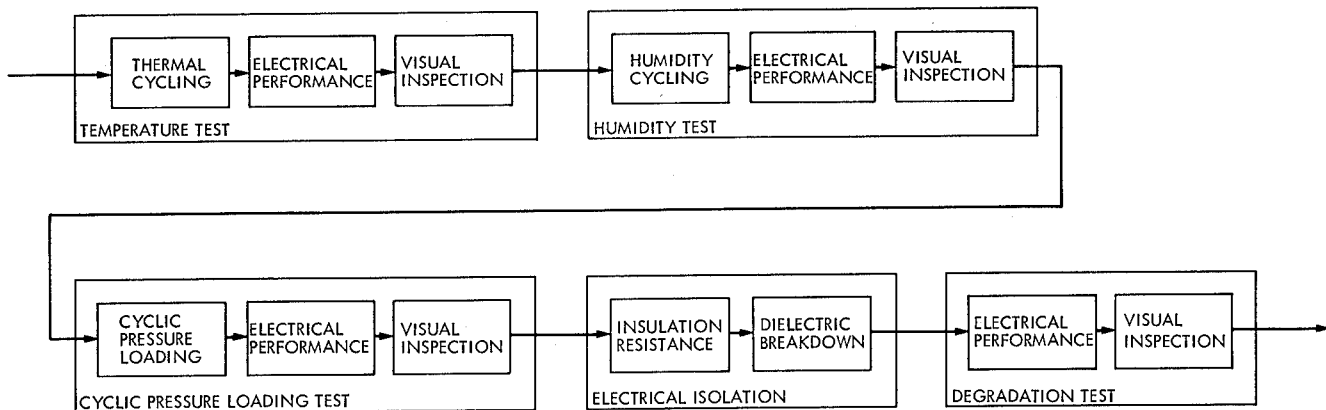 THERMAL
CYCLING
ELECTRICAL
PERFORMANCE
VISUAL
INSPECTION
TEMPERATURE TEST
HUMIDITY
CYCLING
ELECTRICAL
PERFORMANCE
VISUAL
INSPECTION
HUMIDITY TEST
CYCLIC
PRESSURE
LOADING
ELECTRICAL
PERFORMANCE
VISUAL
INSPECTION
CYCLIC PRESSURE LOADING TEST
INSULATION
RESISTANCE
DIELECTRIC
BREAKDOWN
ELECTRICAL ISOLATION
ELECTRICAL
PERFORMANCE
VISUAL
INSPECTION
DEGRADATION TEST